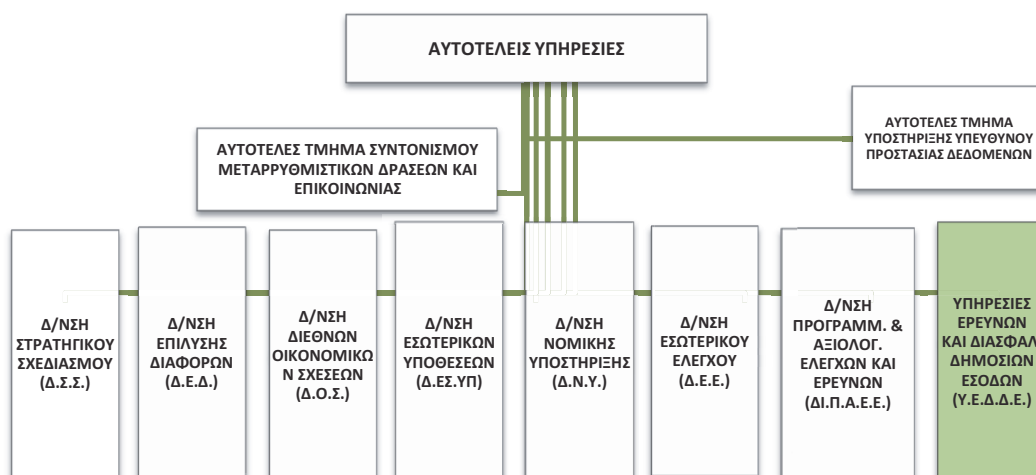 ΑΥΤΟΤΕΛΕΙΣ ΥΠΗΡΕΣΙΕΣ
ΑΥΤΟΤΕΛΕΣ ΤΜΗΜΑ
ΥΠΟΣΤΗΡΙΞΗΣ ΥΠΕΥΘΥΝΟΥ
ΠΡΟΣΤΑΣΙΑΣ ΔΕΔΟΜΕΝΩΝ
ΑΥΤΟΤΕΛΕΣ ΤΜΗΜΑ ΣΥΝΤΟΝΙΣΜΟΥ
ΜΕΤΑΡΡΥΘΜΙΣΤΙΚΩΝ ΔΡΑΣΕΩΝ ΚΑΙ
ΕΠΙΚΟΙΝΩΝΙΑΣ
Δ/ΝΣΗ
ΣΤΡΑΤΗΓΙΚΟΥ
ΣΧΕΔΙΑΣΜΟΥ
(Δ.Σ.Σ.)
Δ/ΝΣΗ
ΕΠΙΛΥΣΗΣ
ΔΙΑΦΟΡΩΝ
(Δ.Ε.Δ.)
Δ/ΝΣΗ
ΔΙΕΘΝΩΝ
ΟΙΚΟΝΟΜΙΚΩ
Ν ΣΧΕΣΕΩΝ
(Δ.Ο.Σ.)
Δ/ΝΣΗ
ΕΣΩΤΕΡΙΚΩΝ
ΥΠΟΘΕΣΕΩΝ
(Δ.ΕΣ.ΥΠ)
Δ/ΝΣΗ
ΝΟΜΙΚΗΣ
ΥΠΟΣΤΗΡΙΞΗΣ
(Δ.Ν.Υ.)
Δ/ΝΣΗ
ΕΣΩΤΕΡΙΚΟΥ
ΕΛΕΓΧΟΥ
(Δ.Ε.Ε.)
Δ/ΝΣΗ
ΠΡΟΓΡΑΜΜ. &
ΑΞΙΟΛΟΓ.
ΕΛΕΓΧΩΝ ΚΑΙ
ΕΡΕΥΝΩΝ
(ΔΙ.Π.Α.Ε.Ε.)
ΥΠΗΡΕΣΙΕΣ
ΕΡΕΥΝΩΝ
ΚΑΙ ΔΙΑΣΦΑΛ
ΔΗΜΟΣΙΩΝ
ΕΣΟΔΩΝ
(Υ.Ε.Δ.Δ.Ε.)